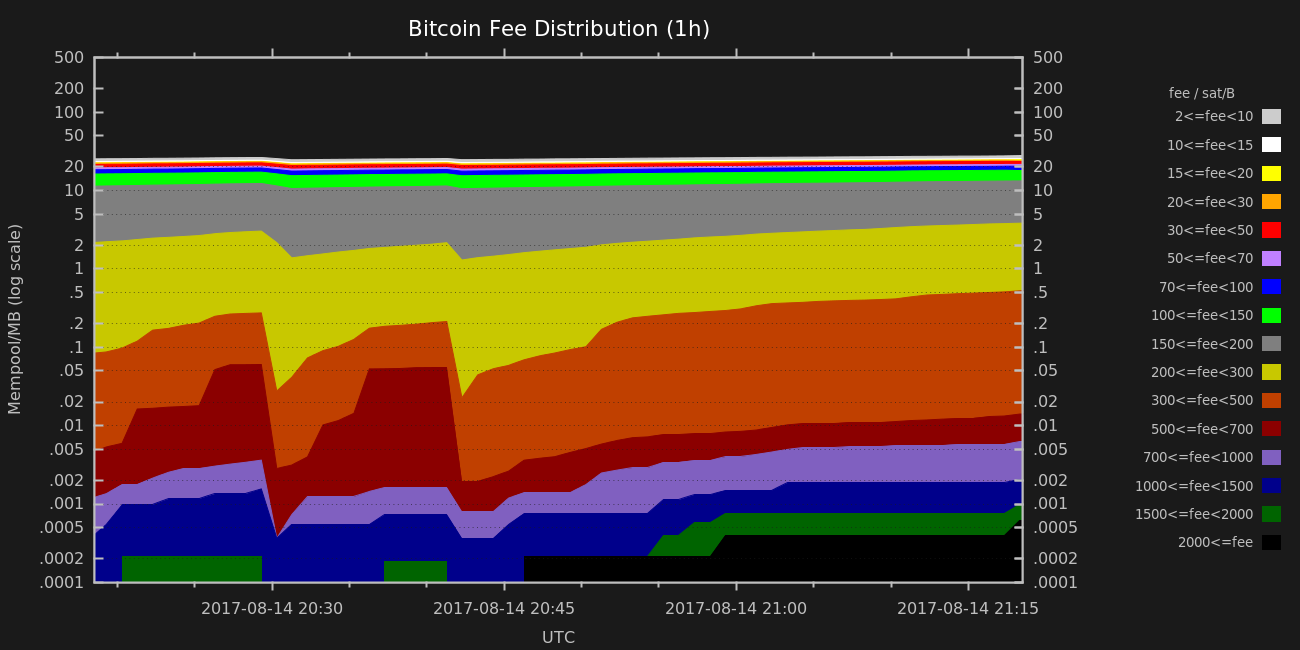 Bitcoin Fee Distribution (1h)
500
200
100
50
20
10
5
2
1
.5
.2
.1
.05
.02
.01
.005
.002
.001
.0005
.0002
.0001
Mempool/MB (log scale)
500
200
100
50
20
10
5
2
1
.5
.2
.1
.05
.02
.01
.005
.002
.001
.0005
.0002
.0001
2017-08-14 20:30
2017-08-14 20:45
2017-08-14 21:00
2017-08-14 21:15
UTC
fee / sat/B
2<=fee<10
10<=fee<15
15<=fee<20
20<=fee<30
30<=fee<50
50<=fee<70
70<=fee<100
100<=fee<150
150<=fee<200
200<=fee<300
300<=fee<500
500<=fee<700
700<=fee<1000
1000<=fee<1500
1500<=fee<2000
2000<=fee